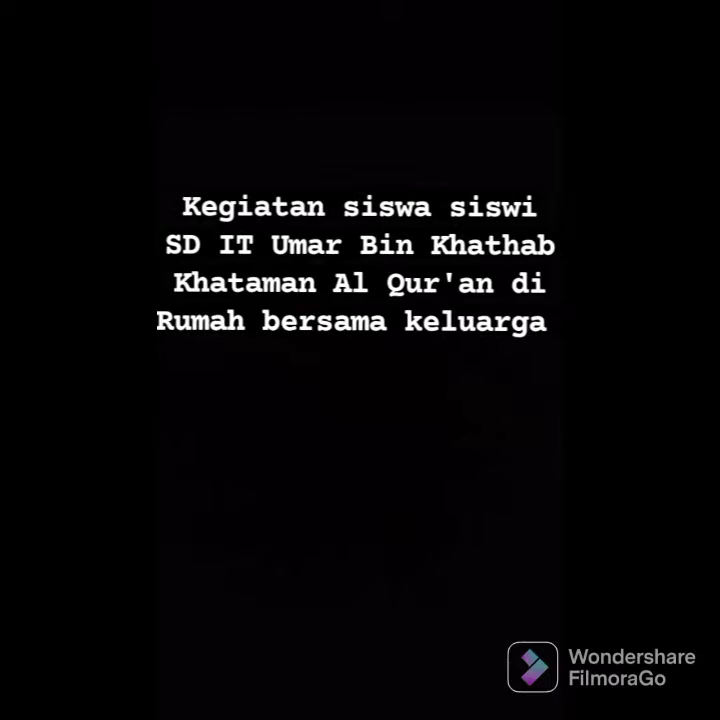 Kegiatan siswa siswi
SD IT Umar Bin Khathab
Khataman Al Qur'an di
Rumah bersama keluarga
Wondershare
FilmoraGo